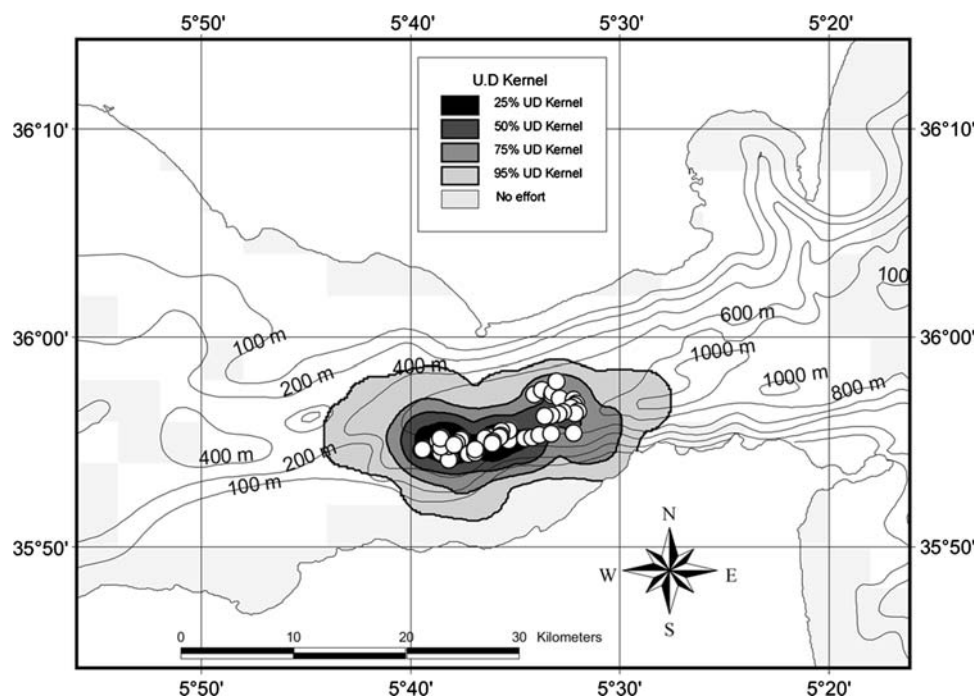 5°50' 5°40' 5°30' 5°20'
U.D Kernel
25% UD Kernel
50% UD Kernel
75% UD Kernel
95% UD Kernel
No effort
36°10' 36°10'
100
600 m
36°00' 36°00'
100 m
200 m
400 m
1000 m
1000 m
800 m
400 m
200 m
100 m
35°50' 35°50'
N
W E
S
0 10 20 30 Kilometers
5°50' 5°40' 5°30' 5°20'